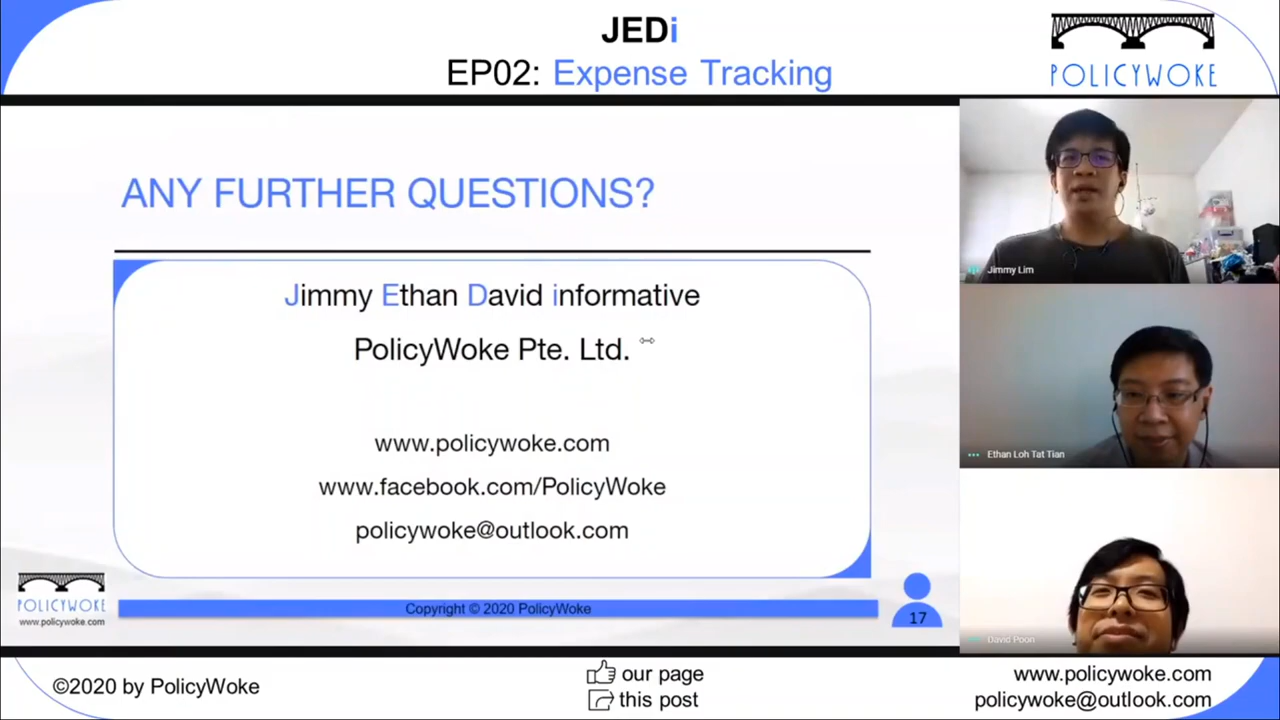 JEDi
EP02: Expense Tracking
POLICYWOKE
ANY FURTHER QUESTIONS?
Jimmy Ethan David informative
PolicyWoke Pte. Ltd.
www.policywoke.com
www.facebook.com/PolicyWoke
policywoke@outlook.com
POLICYWOKE
www.policywoke.com
Copyright © 2020 PolicyWoke
17
Jimmy Lim
Ethan Loh Tat Tian
David Poon
©2020 by PolicyWoke
our page
this post
www.policywoke.com
policywoke@outlook.com